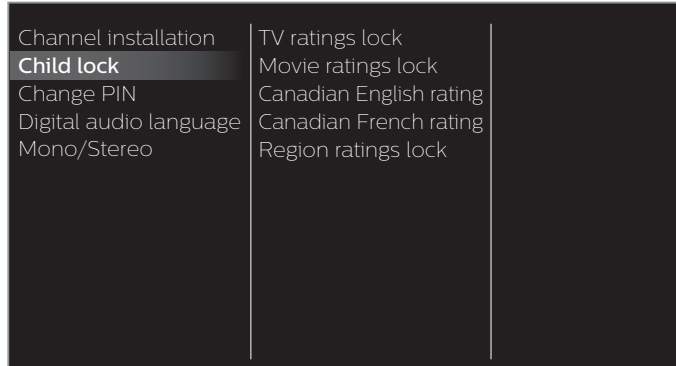 Channel installation
Child lock
Change PIN
Digital audio language
Mono/Stereo
TV ratings lock
Movie ratings lock
Canadian English rating
Canadian French rating
Region ratings lock